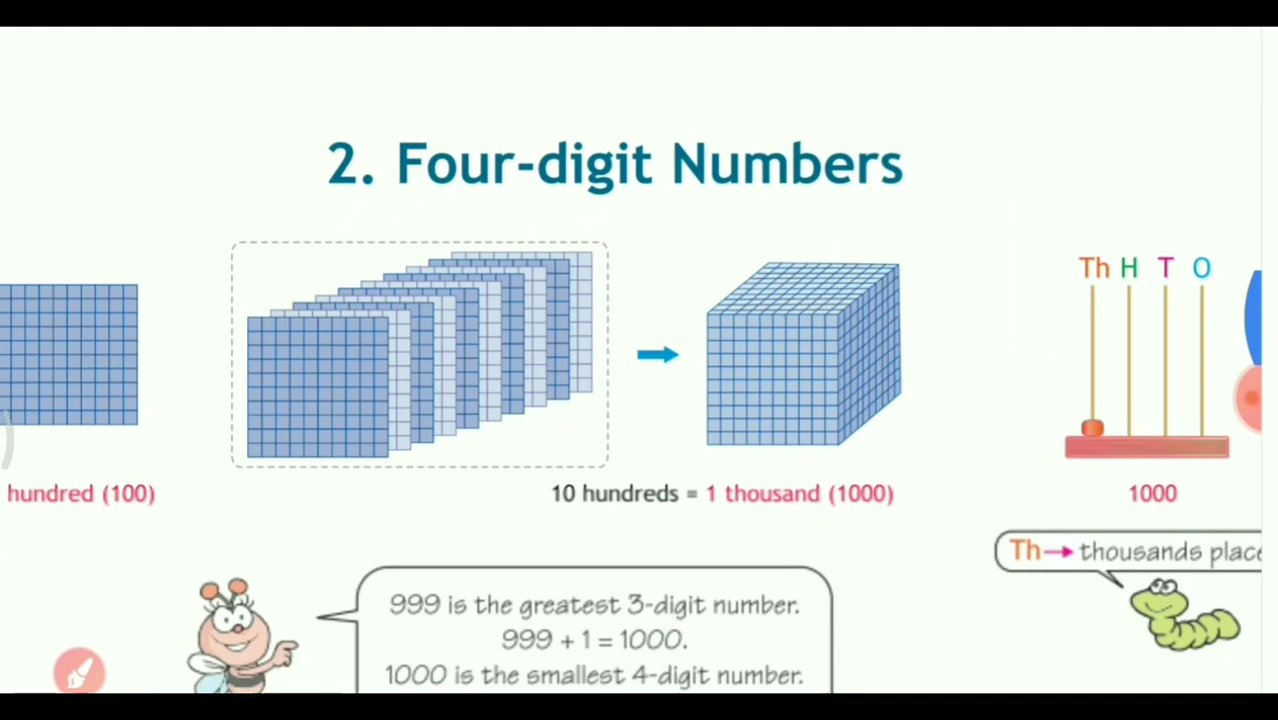 2. Four-digit Numbers
Th H T O
hundred (100)
10 hundreds = 1 thousand (1000)
1000
Th → thousands place
999 is the greatest 3-digit number.
999 + 1 = 1000.
1000 is the smallest 4-digit number.